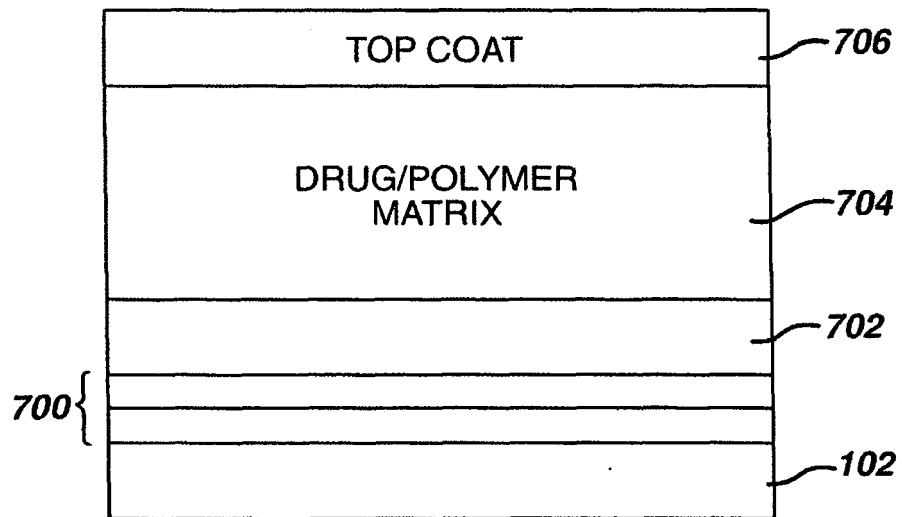 TOP COAT
706
DRUG/POLYMER
MATRIX
704
702
700
102